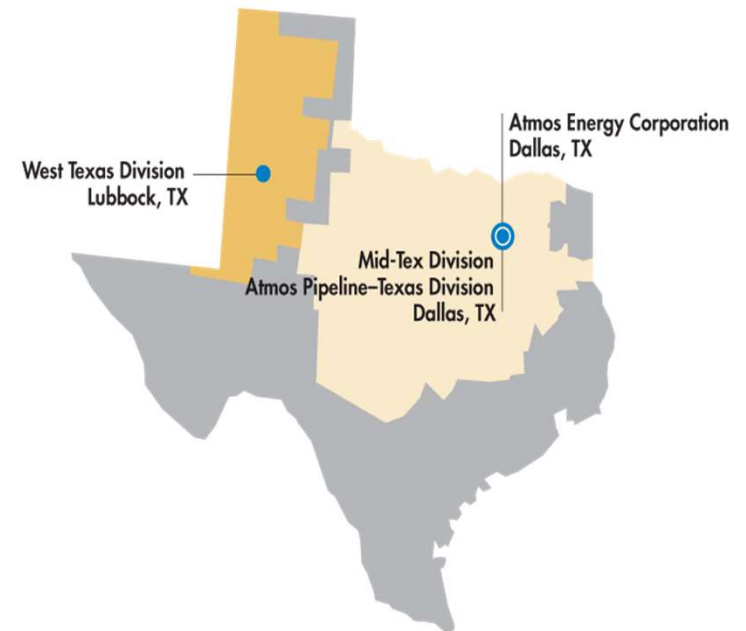 Atmos Energy Corporation
Dallas, TX
West Texas Division
Lubbock, TX
Mid-Tex Division
Atmos Pipeline–Texas Division
Dallas, TX